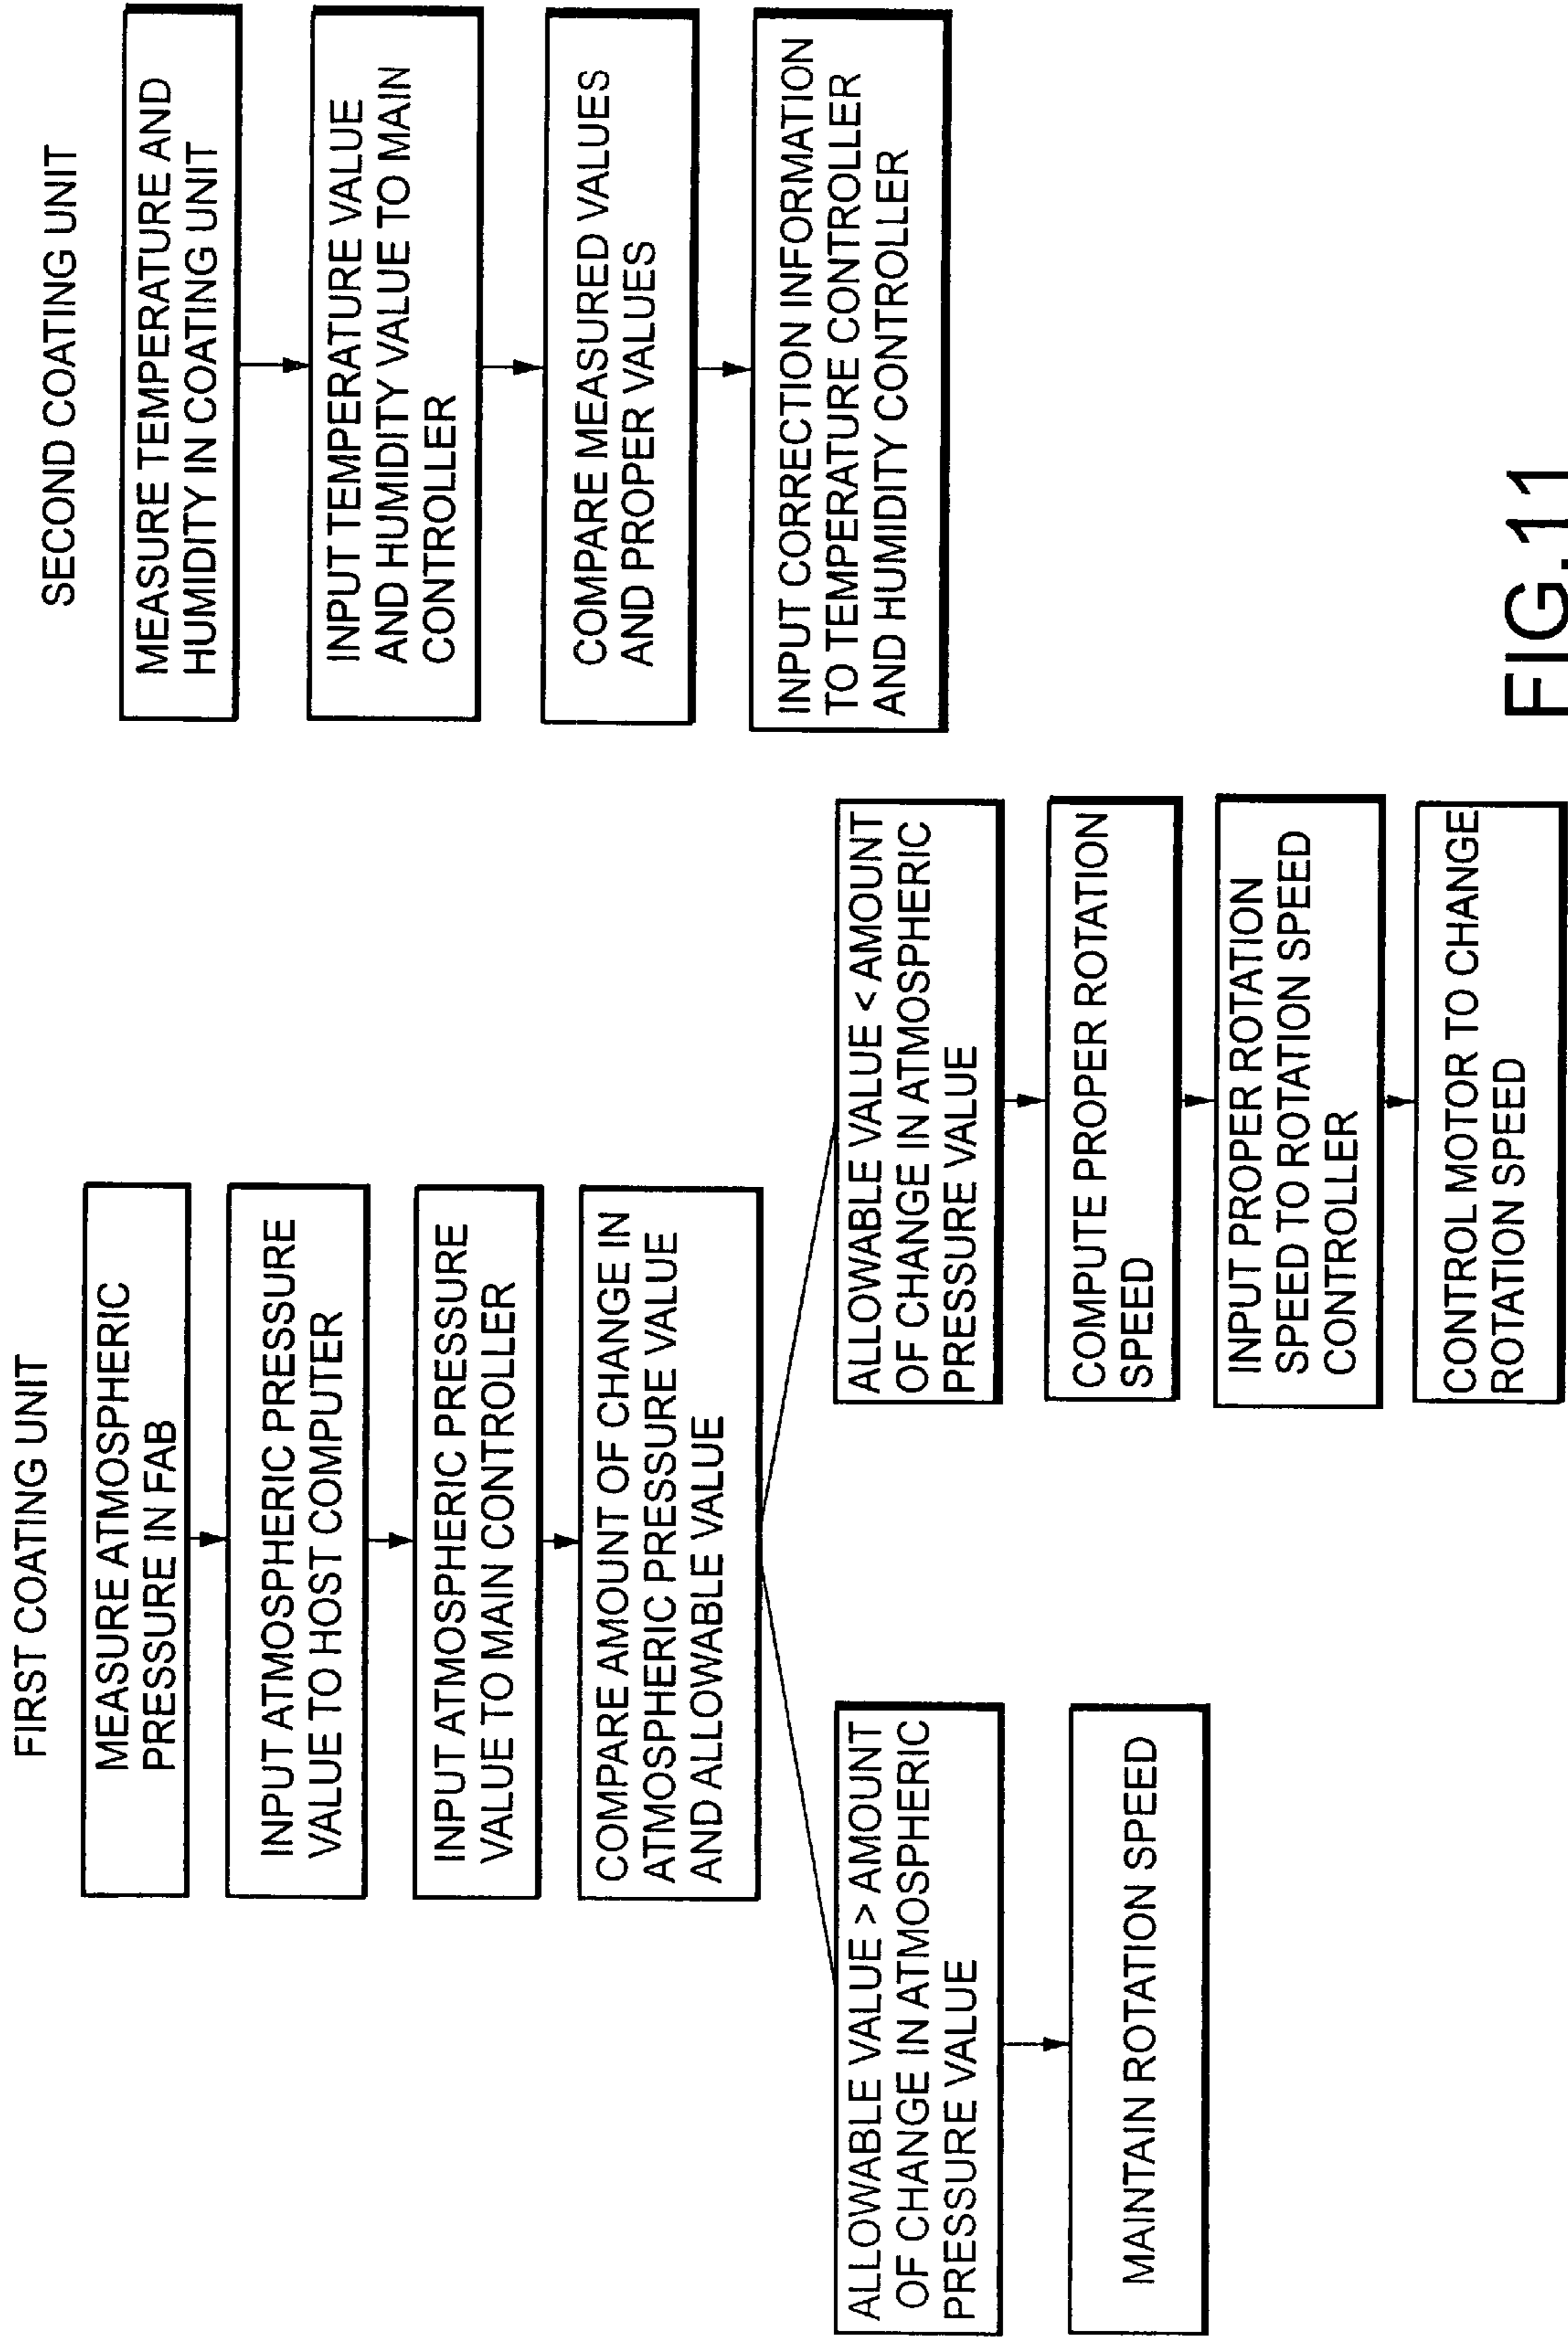 FIRST COATING UNIT
MEASURE ATMOSPHERIC
PRESSURE IN FAB
INPUT ATMOSPHERIC PRESSURE
VALUE TO HOST COMPUTER
INPUT ATMOSPHERIC PRESSURE
VALUE TO MAIN CONTROLLER
COMPARE AMOUNT OF CHANGE IN
ATMOSPHERIC PRESSURE VALUE
AND ALLOWABLE VALUE
ALLOWABLE VALUE > AMOUNT
OF CHANGE IN ATMOSPHERIC
PRESSURE VALUE
MAINTAIN ROTATION SPEED
ALLOWABLE VALUE < AMOUNT
OF CHANGE IN ATMOSPHERIC
PRESSURE VALUE
COMPUTE PROPER ROTATION
SPEED
INPUT PROPER ROTATION
SPEED TO ROTATION SPEED
CONTROLLER
CONTROL MOTOR TO CHANGE
ROTATION SPEED
SECOND COATING UNIT
MEASURE TEMPERATURE AND
HUMIDITY IN COATING UNIT
INPUT TEMPERATURE VALUE
AND HUMIDITY VALUE TO MAIN
CONTROLLER
COMPARE MEASURED VALUES
AND PROPER VALUES
INPUT CORRECTION INFORMATION
TO TEMPERATURE CONTROLLER
AND HUMIDITY CONTROLLER
FIG.11